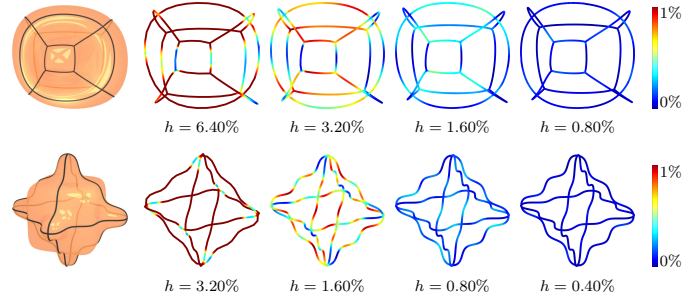 1%
0%
h = 6.40% h = 3.20% h = 1.60% h = 0.80%
1%
0%
h = 3.20% h = 1.60% h = 0.80% h = 0.40%